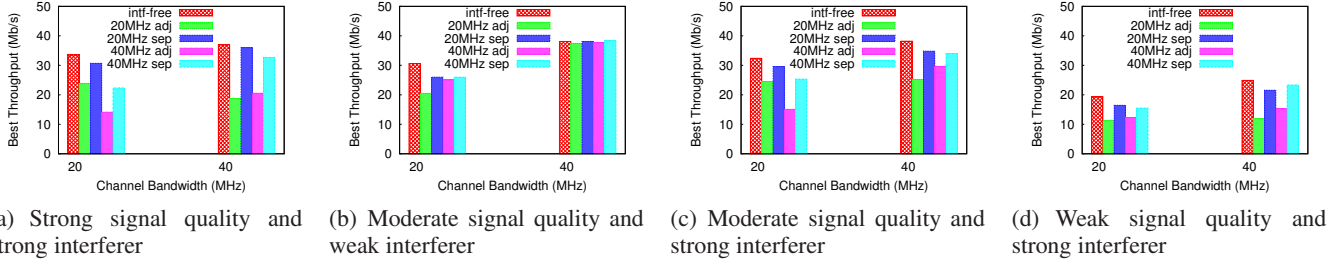 Best Throughput (Mb/s)
50
40
30
20
10
0
intf-free
20MHz adj
20MHz sep
40MHz adj
40MHz sep
20 40
Channel Bandwidth (MHz)
a) Strong signal quality and
trong interferer
Best Throughput (Mb/s)
50
40
30
20
10
0
intf-free
20MHz adj
20MHz sep
40MHz adj
40MHz sep
20 40
Channel Bandwidth (MHz)
(b) Moderate signal quality and
weak interferer
Best Throughput (Mb/s)
50
40
30
20
10
0
intf-free
20MHz adj
20MHz sep
40MHz adj
40MHz sep
20 40
Channel Bandwidth (MHz)
(c) Moderate signal quality and
strong interferer
Best Throughput (Mb/s)
50
40
30
20
10
0
intf-free
20MHz adj
20MHz sep
40MHz adj
40MHz sep
20 40
Channel Bandwidth (MHz)
(d) Weak signal quality and
strong interferer